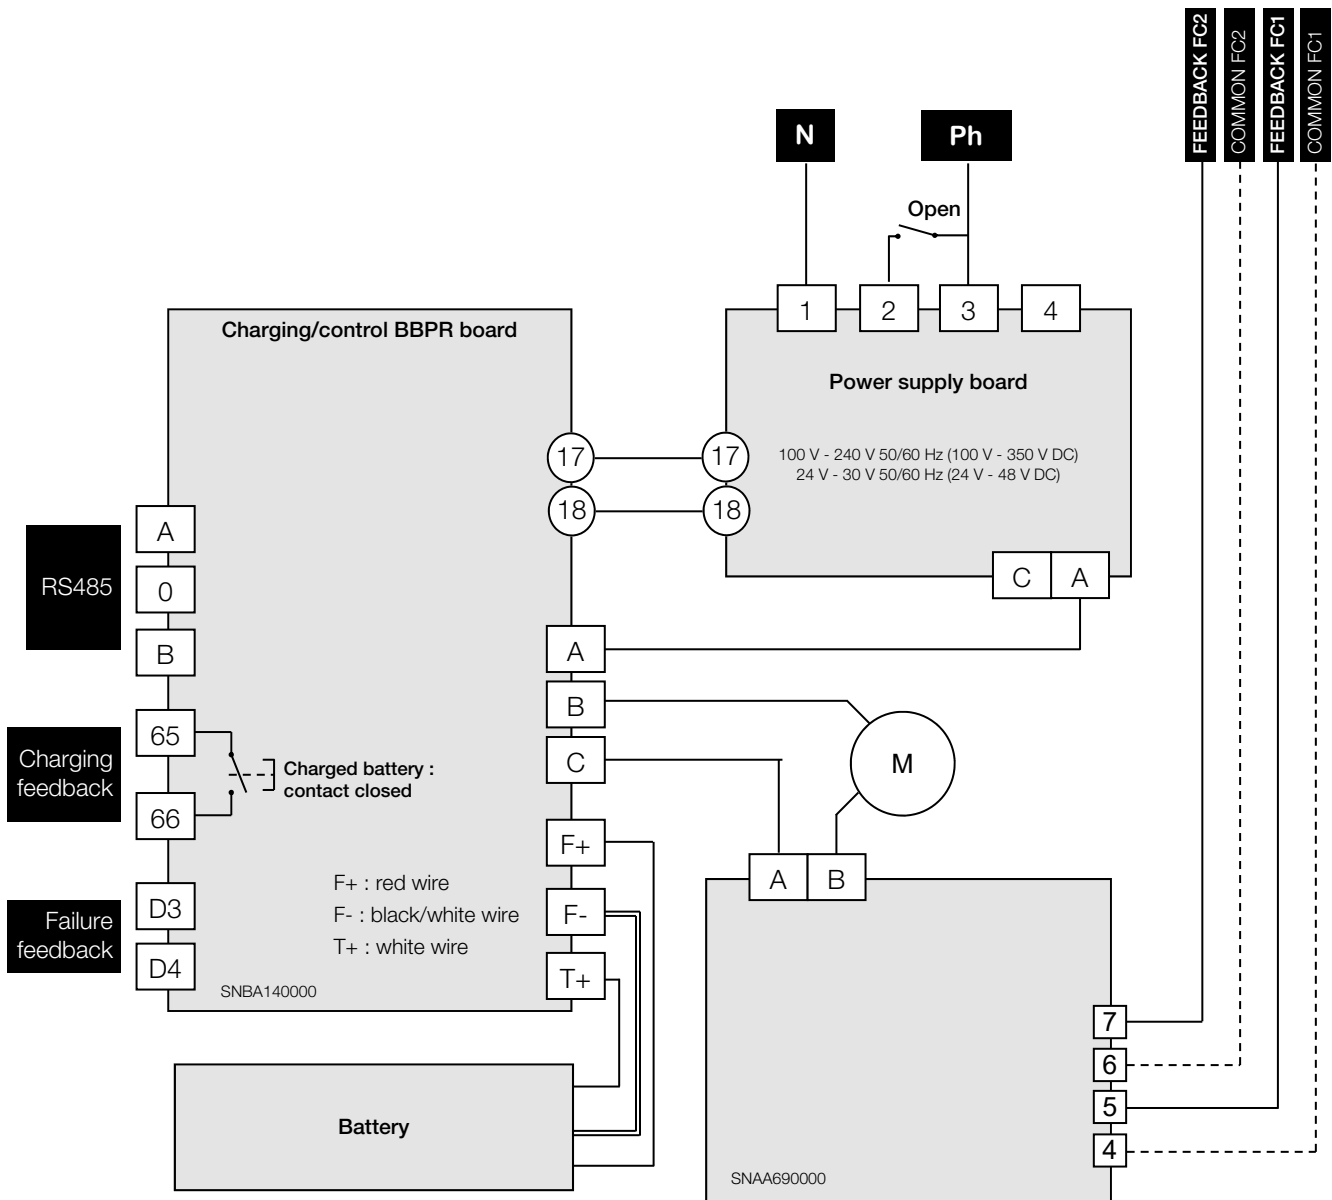 FEEDBACK FC2
COMMON FC2
FEEDBACK FC1
COMMON FC1
N
Ph
Open
1
2
3
4
Charging/control BBPR board
Power supply board
17
17
100 V - 240 V 50/60 Hz (100 V - 350 V DC)
24 V - 30 V 50/60 Hz (24 V - 48 V DC)
18
18
C
A
RS485
A
0
B
A
B
C
M
Charging
feedback
65
66
Charged battery :
contact closed
F+
F-
T+
A
B
F+ : red wire
F- : black/white wire
T+ : white wire
Failure
feedback
D3
D4
SNBA140000
7
6
5
4
Battery
SNAA690000